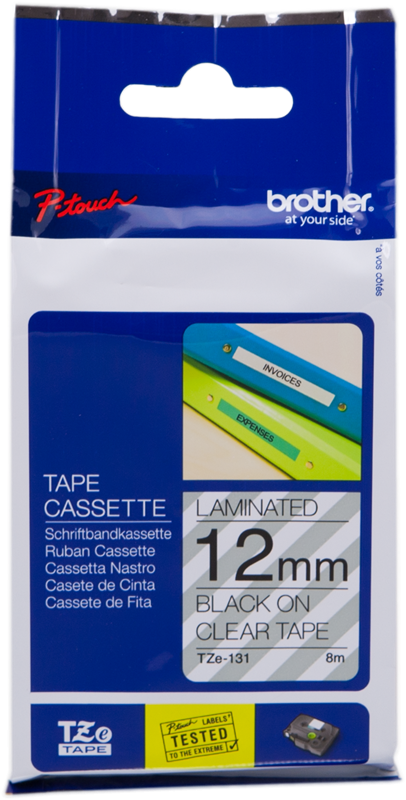 P-touch
brother
at your side
*a vos côtés
INVOICES
EXPENSES
TAPE
CASSETTE
Schriftbandkassette
Ruban Cassette
Cassetta Nastro
Casete de Cinta
Cassete de Fita
LAMINATED
12mm
BLACK ON
CLEAR TAPE
TZe-131 8m
TZe
TAPE
P-touch LABELS'
TESTED
TO THE EXTREME